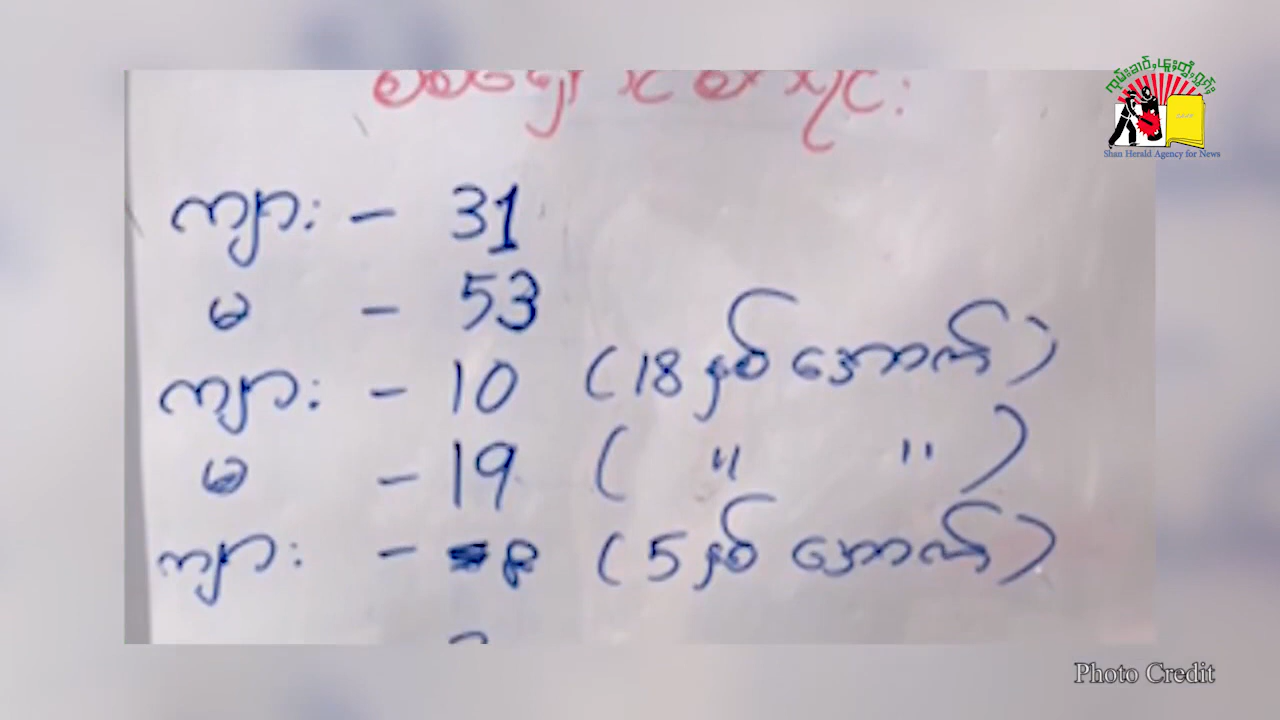 Shan Herald Agency for News
ကျား - 31
မ - 53
ကျား - 10 (18 နှစ် အောက်)
မ - 19 ( " " )
ကျား - 8 (5 နှစ် အောက်)
Photo Credit